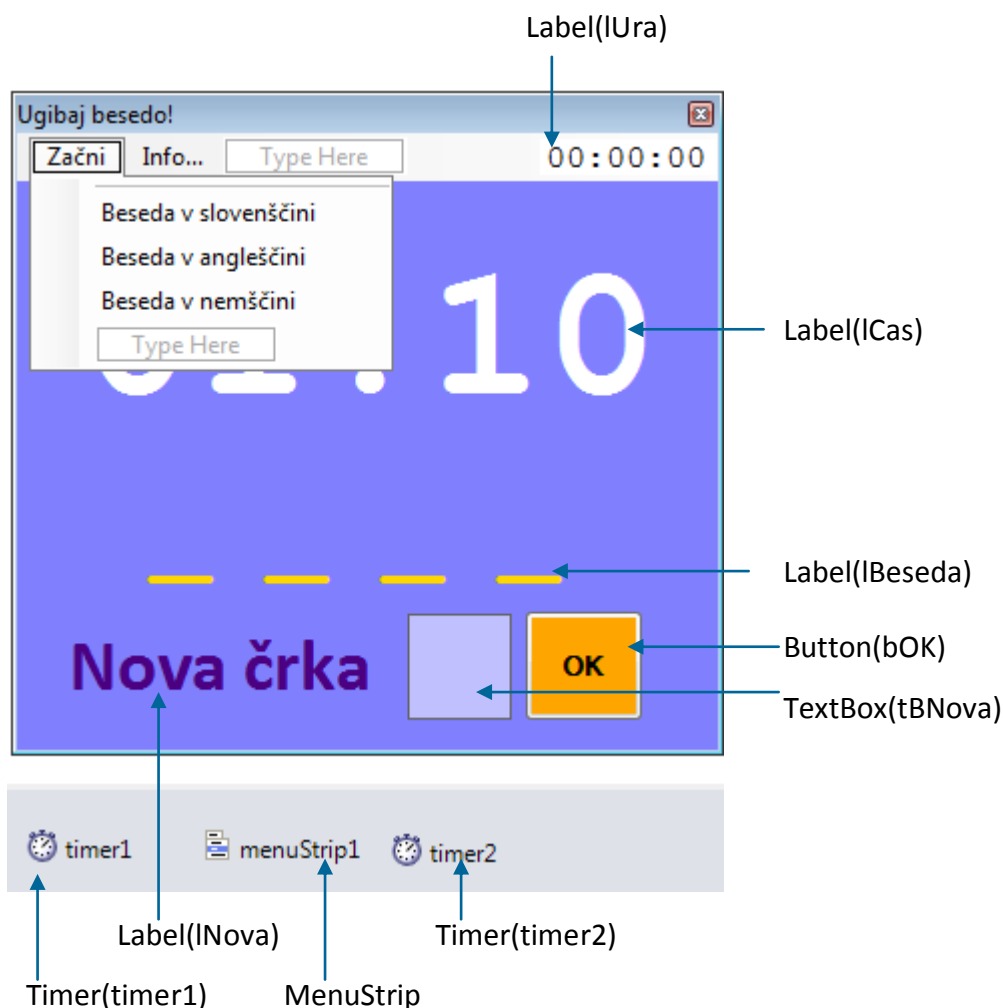 Label(lUra)
Ugibaj besedo!
Začni Info... Type Here 00:00:00
Beseda v slovenščini
Beseda v angleščini
Beseda v nemščini
Type Here
:10
Label(lCas)
_ _ _ _
Label(lBeseda)
Nova črka OK
Button(bOK)
TextBox(tBNova)
timer1 menuStrip1 timer2
Label(lNova) Timer(timer2)
Timer(timer1) MenuStrip